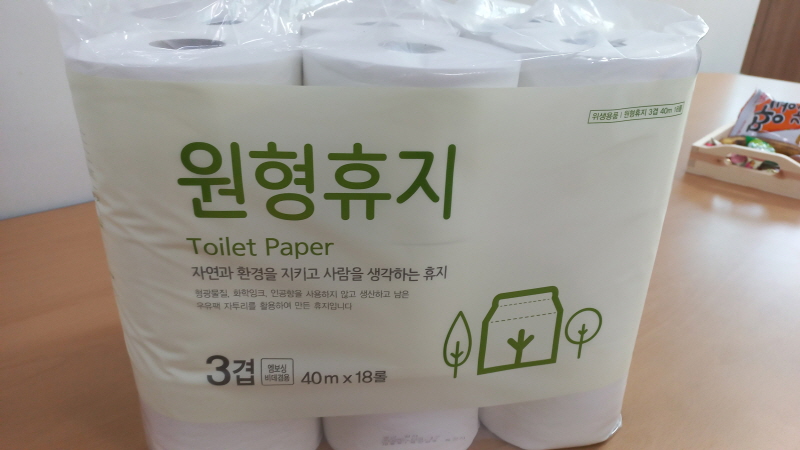 위생용품 | 원형휴지 3겹 40m 18롤
원형휴지
Toilet Paper
자연과 환경을 지키고 사람을 생각하는 휴지
형광물질, 화학잉크, 인공향을 사용하지 않고 생산하고 남은
우유팩 자투리를 활용하여 만든 휴지입니다
3겹
엠보싱
비데겸용
40m x 18롤